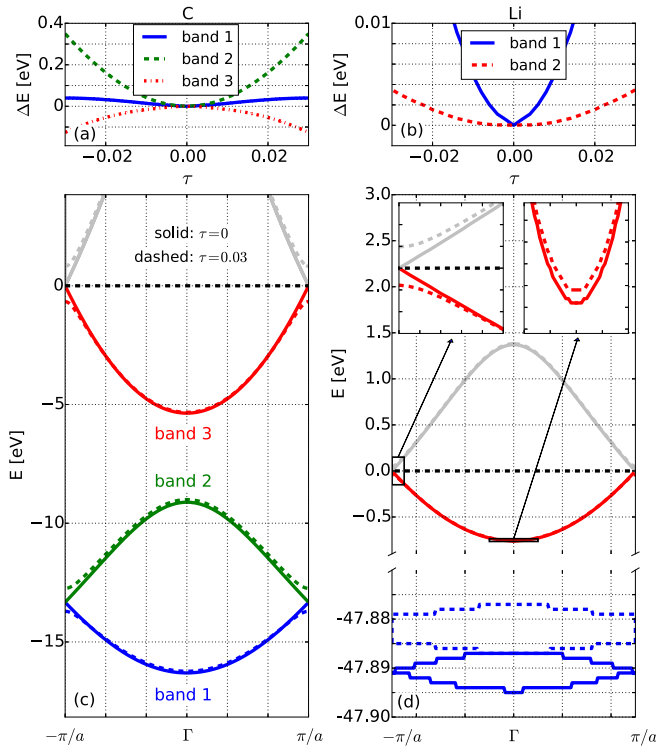 C
0.4
0.2
0
ΔE [eV]
(a)
band 1
band 2
band 3
−0.02
0.00
0.02
τ
Li
0.01
0
ΔE [eV]
(b)
band 1
band 2
−0.02
0.00
0.02
τ
0
−5
−10
−15
E [eV]
solid: τ=0
dashed: τ=0.03
band 3
band 2
band 1
(c)
−π/a
Γ
π/a
3.0
2.5
2.0
1.5
1.0
0.5
0.0
−0.5
-47.88
-47.89
-47.90
E [eV]
(d)
−π/a
Γ
π/a